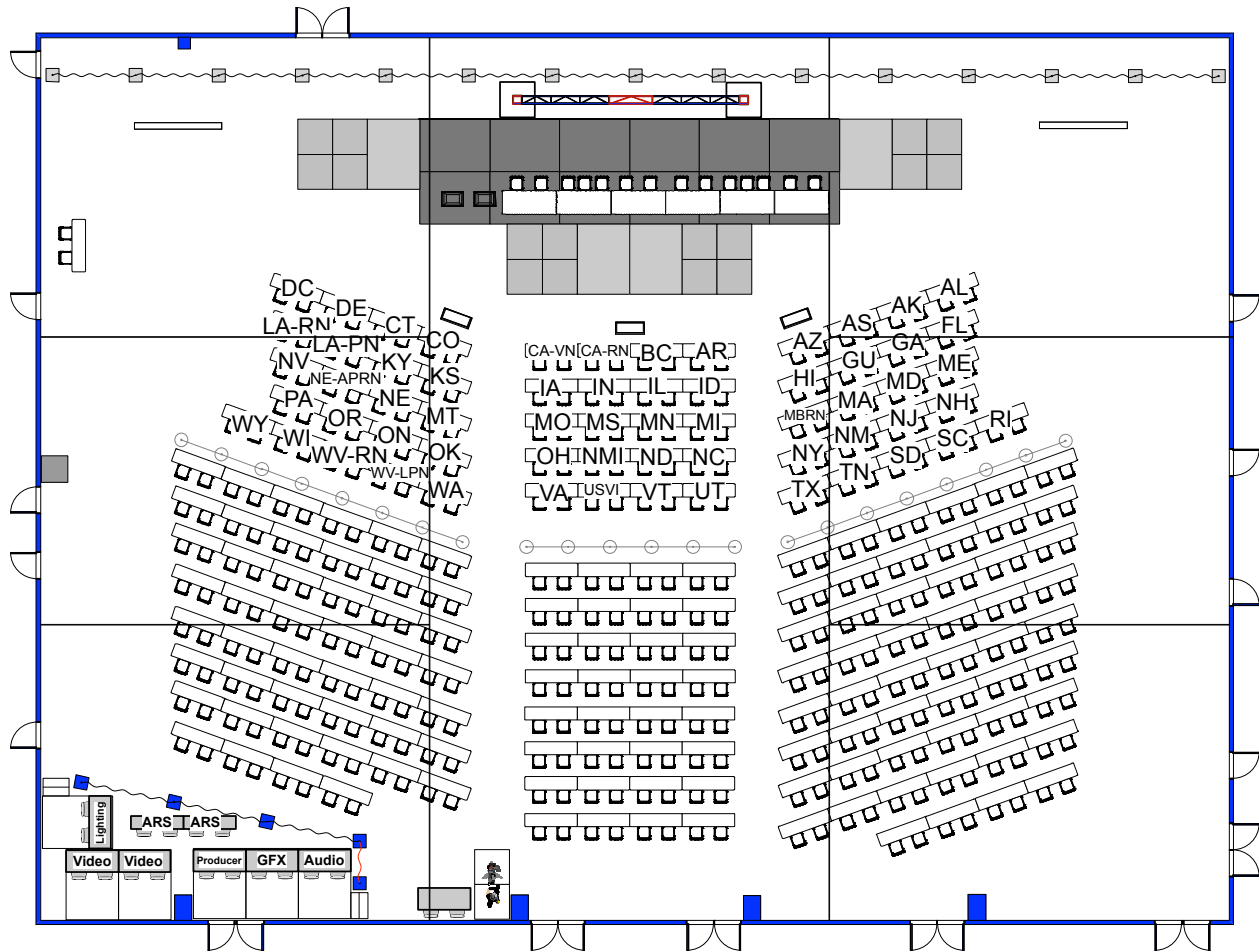 DC DE CT CO
LA-RN LA-PN KY KS
NV NE-APRN NE MT
PA OR ON OK
WY WI WV-RN WV-LPN WA
CA-VN CA-RN BC AR
IA IN IL ID
MO MS MN MI
OH NMI ND NC
VA USVI VT UT
AZ AS AK AL
HI GU GA FL
MBRN MA MD ME
NY NM NJ NH
TX TN SD SC RI
Lighting
ARS ARS
Video Video
Producer GFX Audio